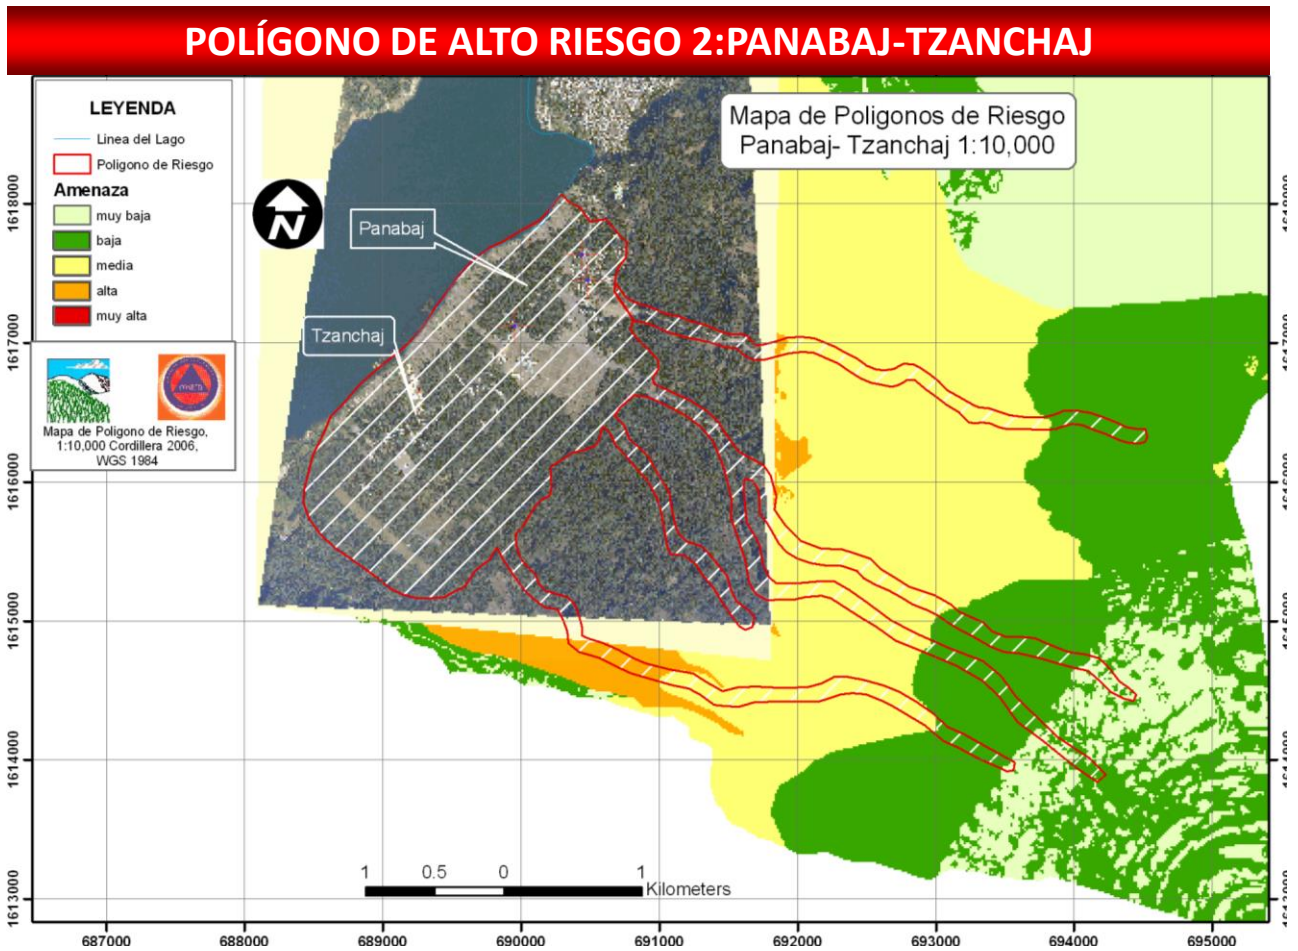 POLÍGONO DE ALTO RIESGO 2:PANABAJ-TZANCHAJ
LEYENDA
Linea del Lago
Poligono de Riesgo
Amenaza
muy baja
baja
media
alta
muy alta
Mapa de Poligonos de Riesgo
Panabaj- Tzanchaj 1:10,000
N
Panabaj
Tzanchaj
Mapa de Poligono de Riesgo,
1:10,000 Cordillera 2006,
WGS 1984
1618000
1617000
1616000
1615000
1614000
1613000
1 0.5 0 1
Kilometers
687000 688000 689000 690000 691000 692000 693000 694000 695000